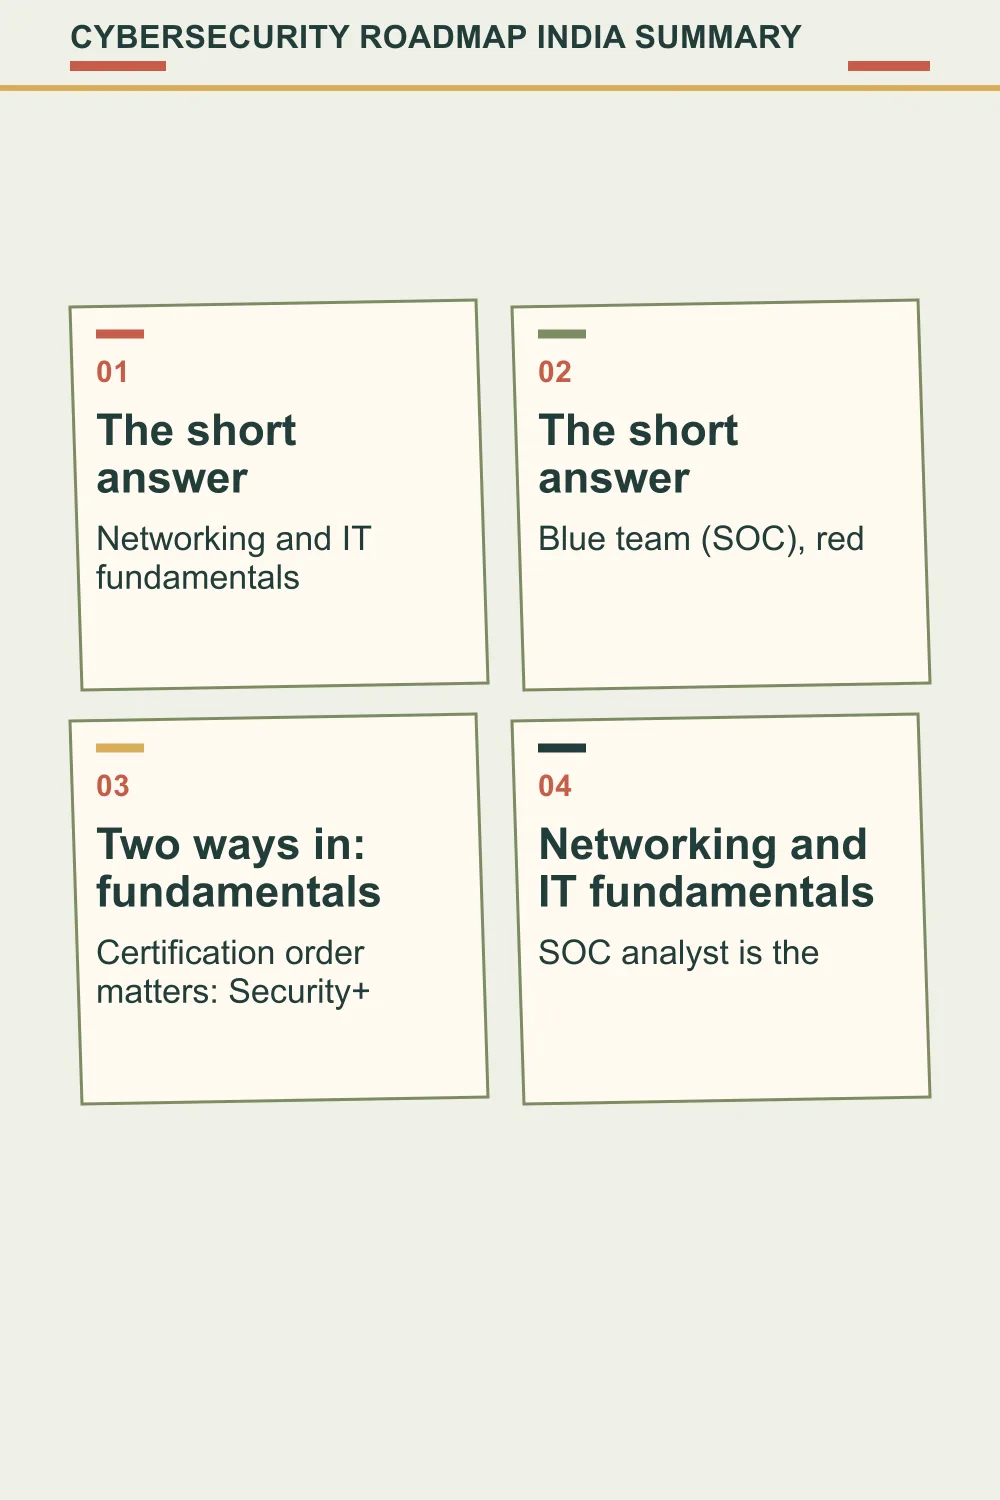 CYBERSECURITY ROADMAP INDIA SUMMARY
01
The short
answer
Networking and IT
fundamentals
02
The short
answer
Blue team (SOC), red
03
Two ways in:
fundamentals
Certification order
matters: Security+
04
Networking and
IT fundamentals
SOC analyst is the